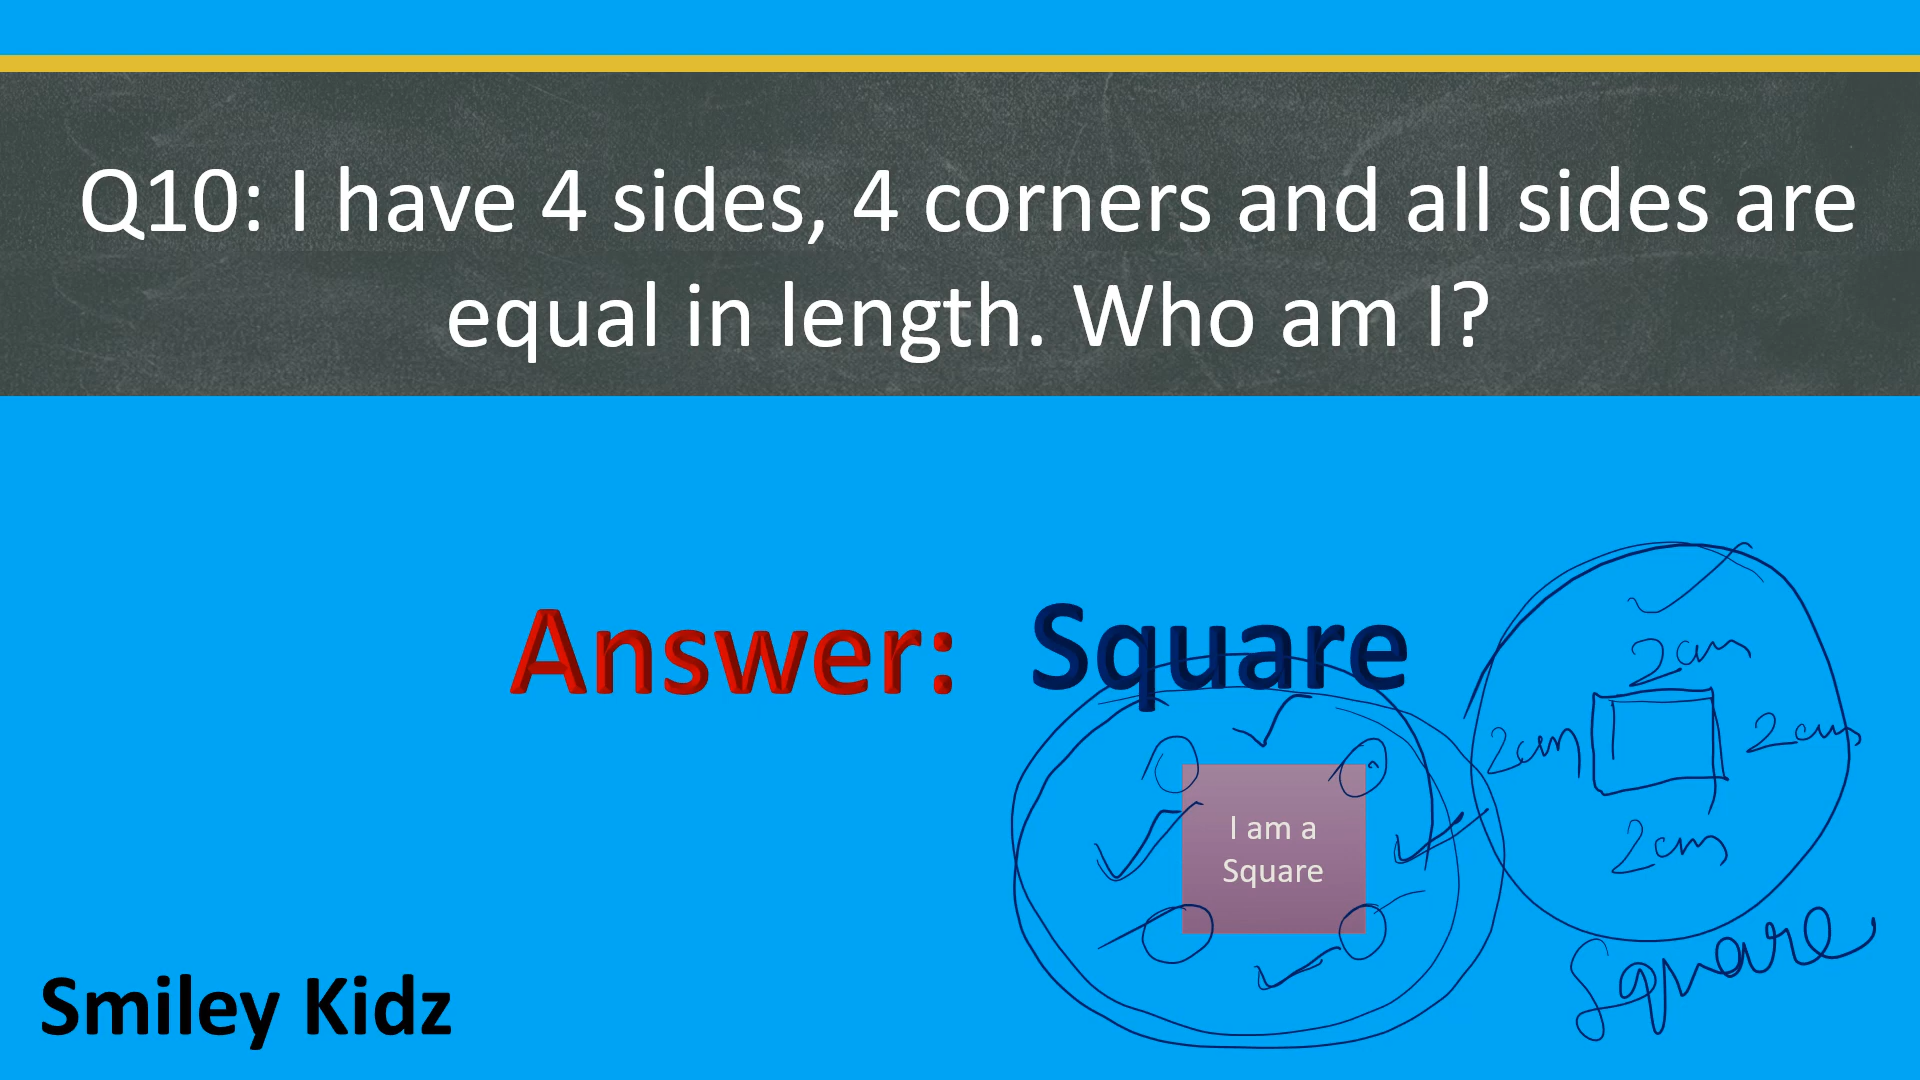 Q10: I have 4 sides, 4 corners and all sides are
equal in length. Who am I?
Answer: Square
2cm
2cm
2cm
2cm
I am a
Square
Square
Smiley Kidz